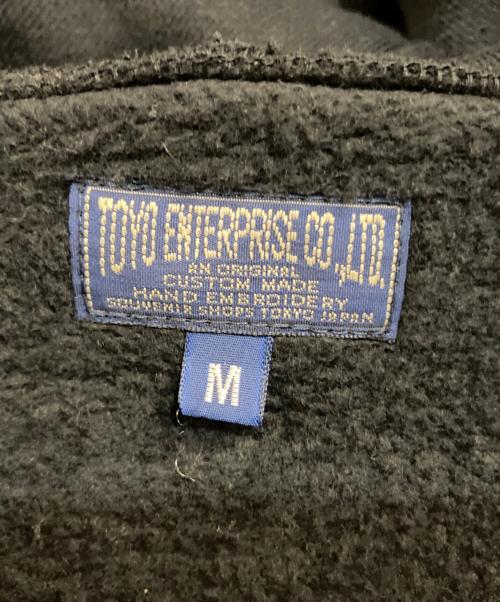 TOYO ENTERPRISE CO.,LTD.
AN ORIGINAL
CUSTOM MADE
HAND EMBROIDERY
SOUVENIR SHOPS TOKYO JAPAN
M